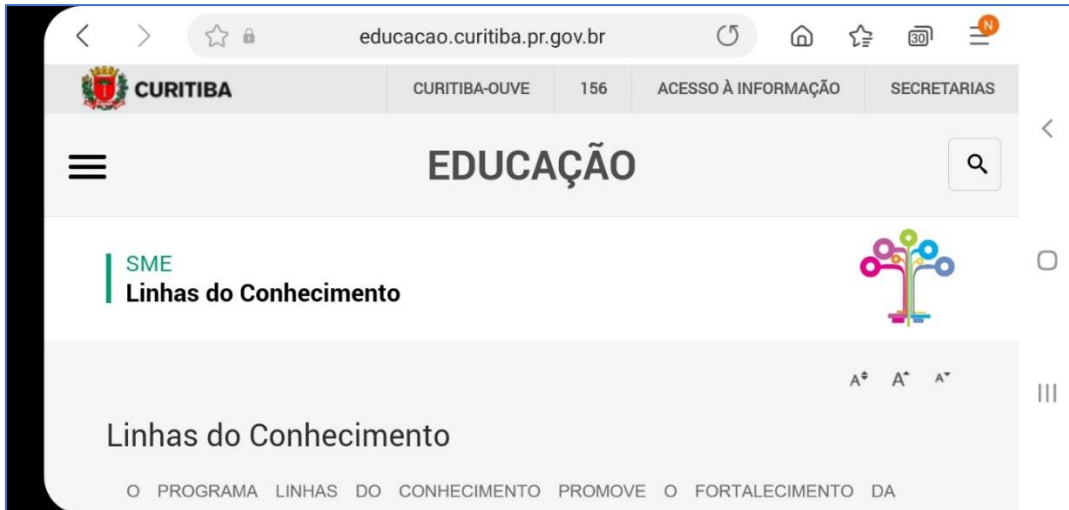 educacao.curitiba.pr.gov.br 30 N
CURITIBA CURITIBA-OUVE 156 ACESSO À INFORMAÇÃO SECRETARIAS
EDUCAÇÃO
SME
Linhas do Conhecimento
A A A
Linhas do Conhecimento
O PROGRAMA LINHAS DO CONHECIMENTO PROMOVE O FORTALECIMENTO DA